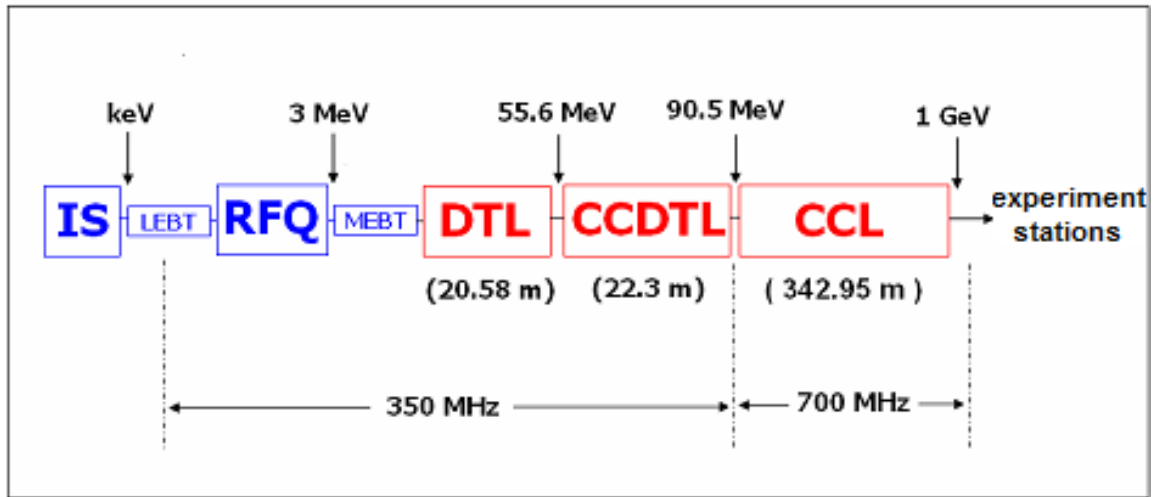 keV
3 MeV
55.6 MeV
90.5 MeV
1 GeV
IS
LEBT
RFQ
MEBT
DTL
CCDTL
CCL
experiment
stations
(20.58 m)
(22.3 m)
( 342.95 m )
350 MHz
700 MHz